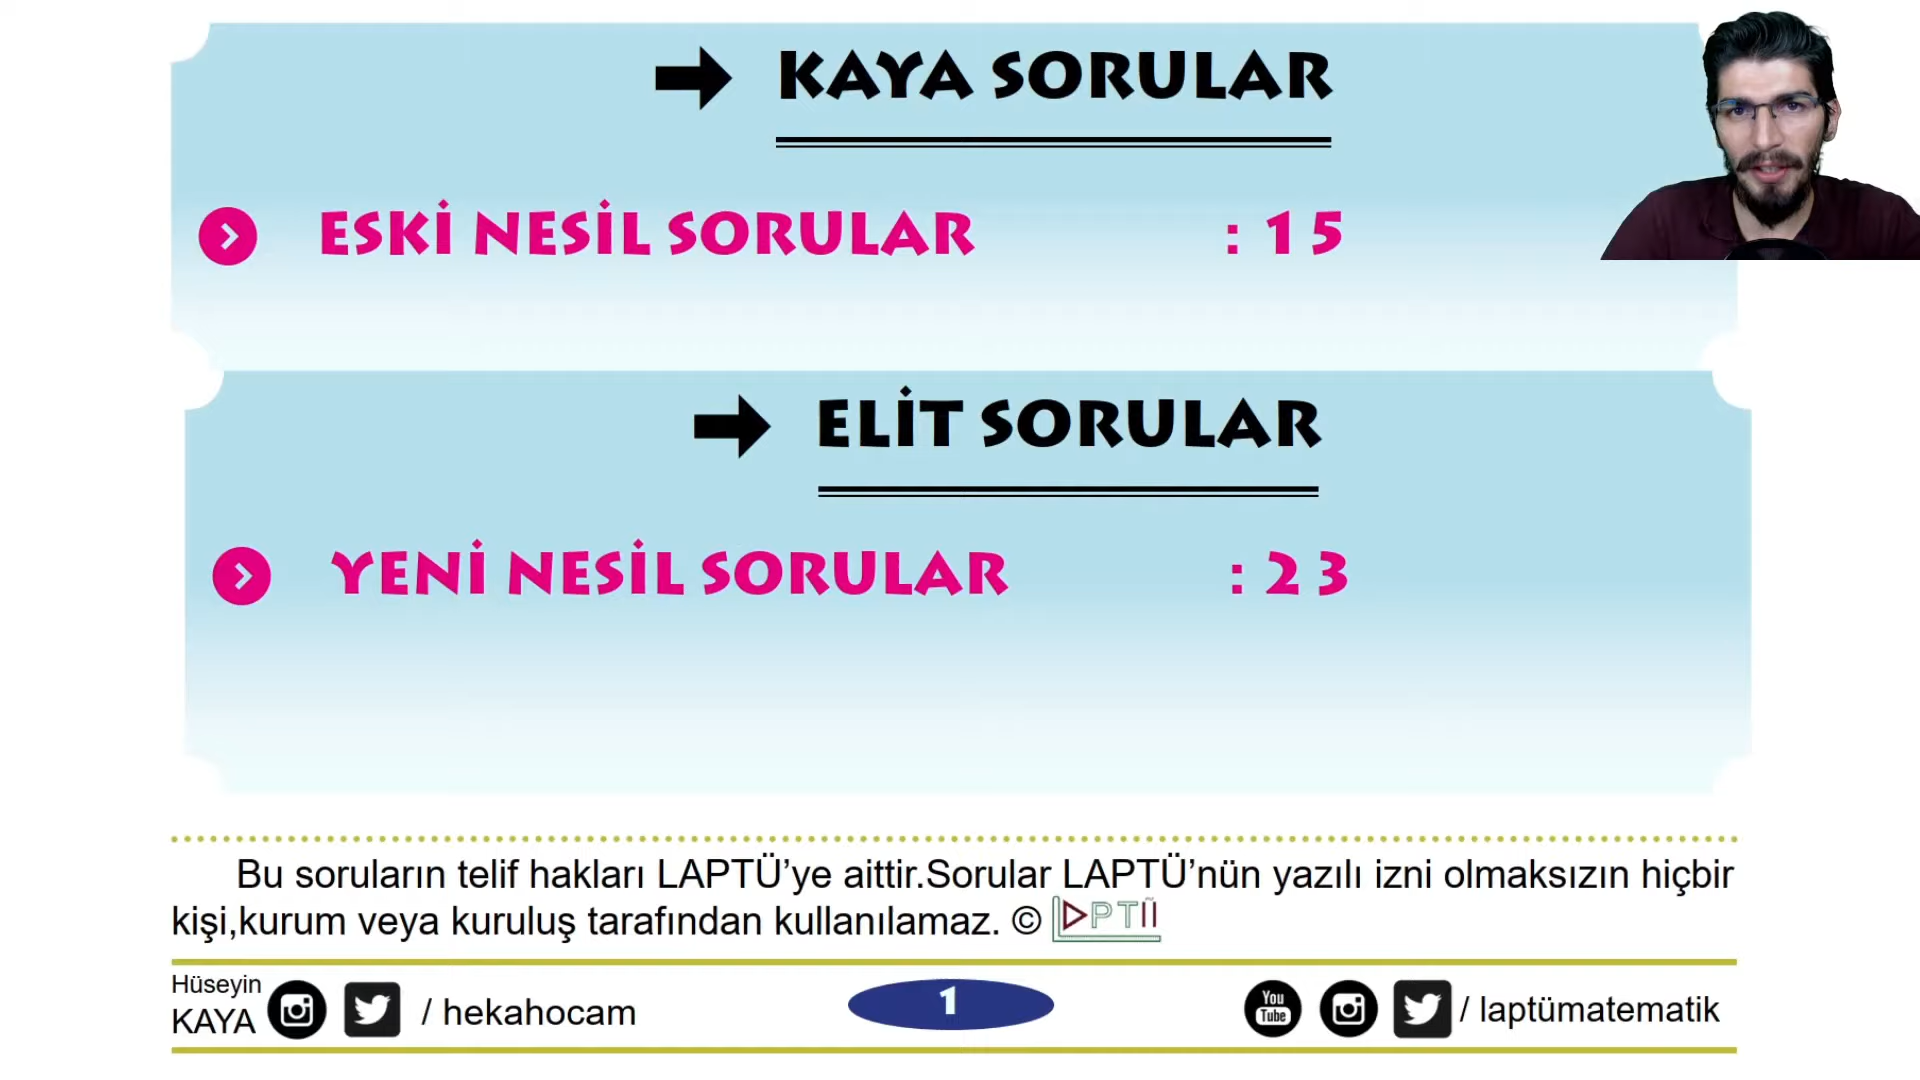 KAYA SORULAR
ESKİ NESİL SORULAR : 15
ELİT SORULAR
YENİ NESİL SORULAR : 23
Bu soruların telif hakları LAPTÜ’ye aittir.Sorular LAPTÜ’nün yazılı izni olmaksızın hiçbir
kişi,kurum veya kuruluş tarafından kullanılamaz. © LAPTÜ
Hüseyin
KAYA / hekahocam
1
You
Tube
/ laptümatematik